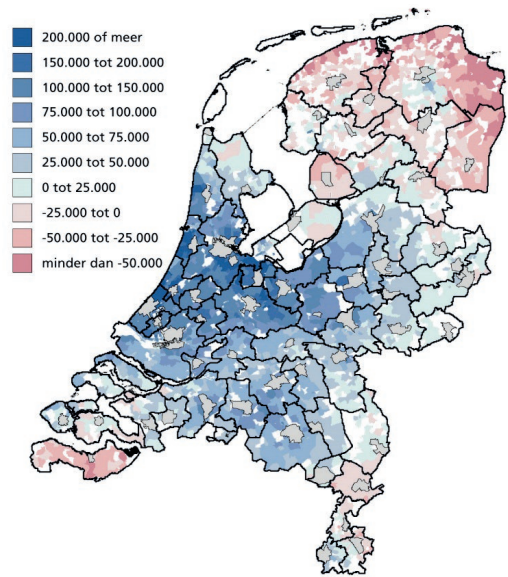 200.000 of meer
150.000 tot 200.000
100.000 tot 150.000
75.000 tot 100.000
50.000 tot 75.000
25.000 tot 50.000
0 tot 25.000
-25.000 tot 0
-50.000 tot -25.000
minder dan -50.000